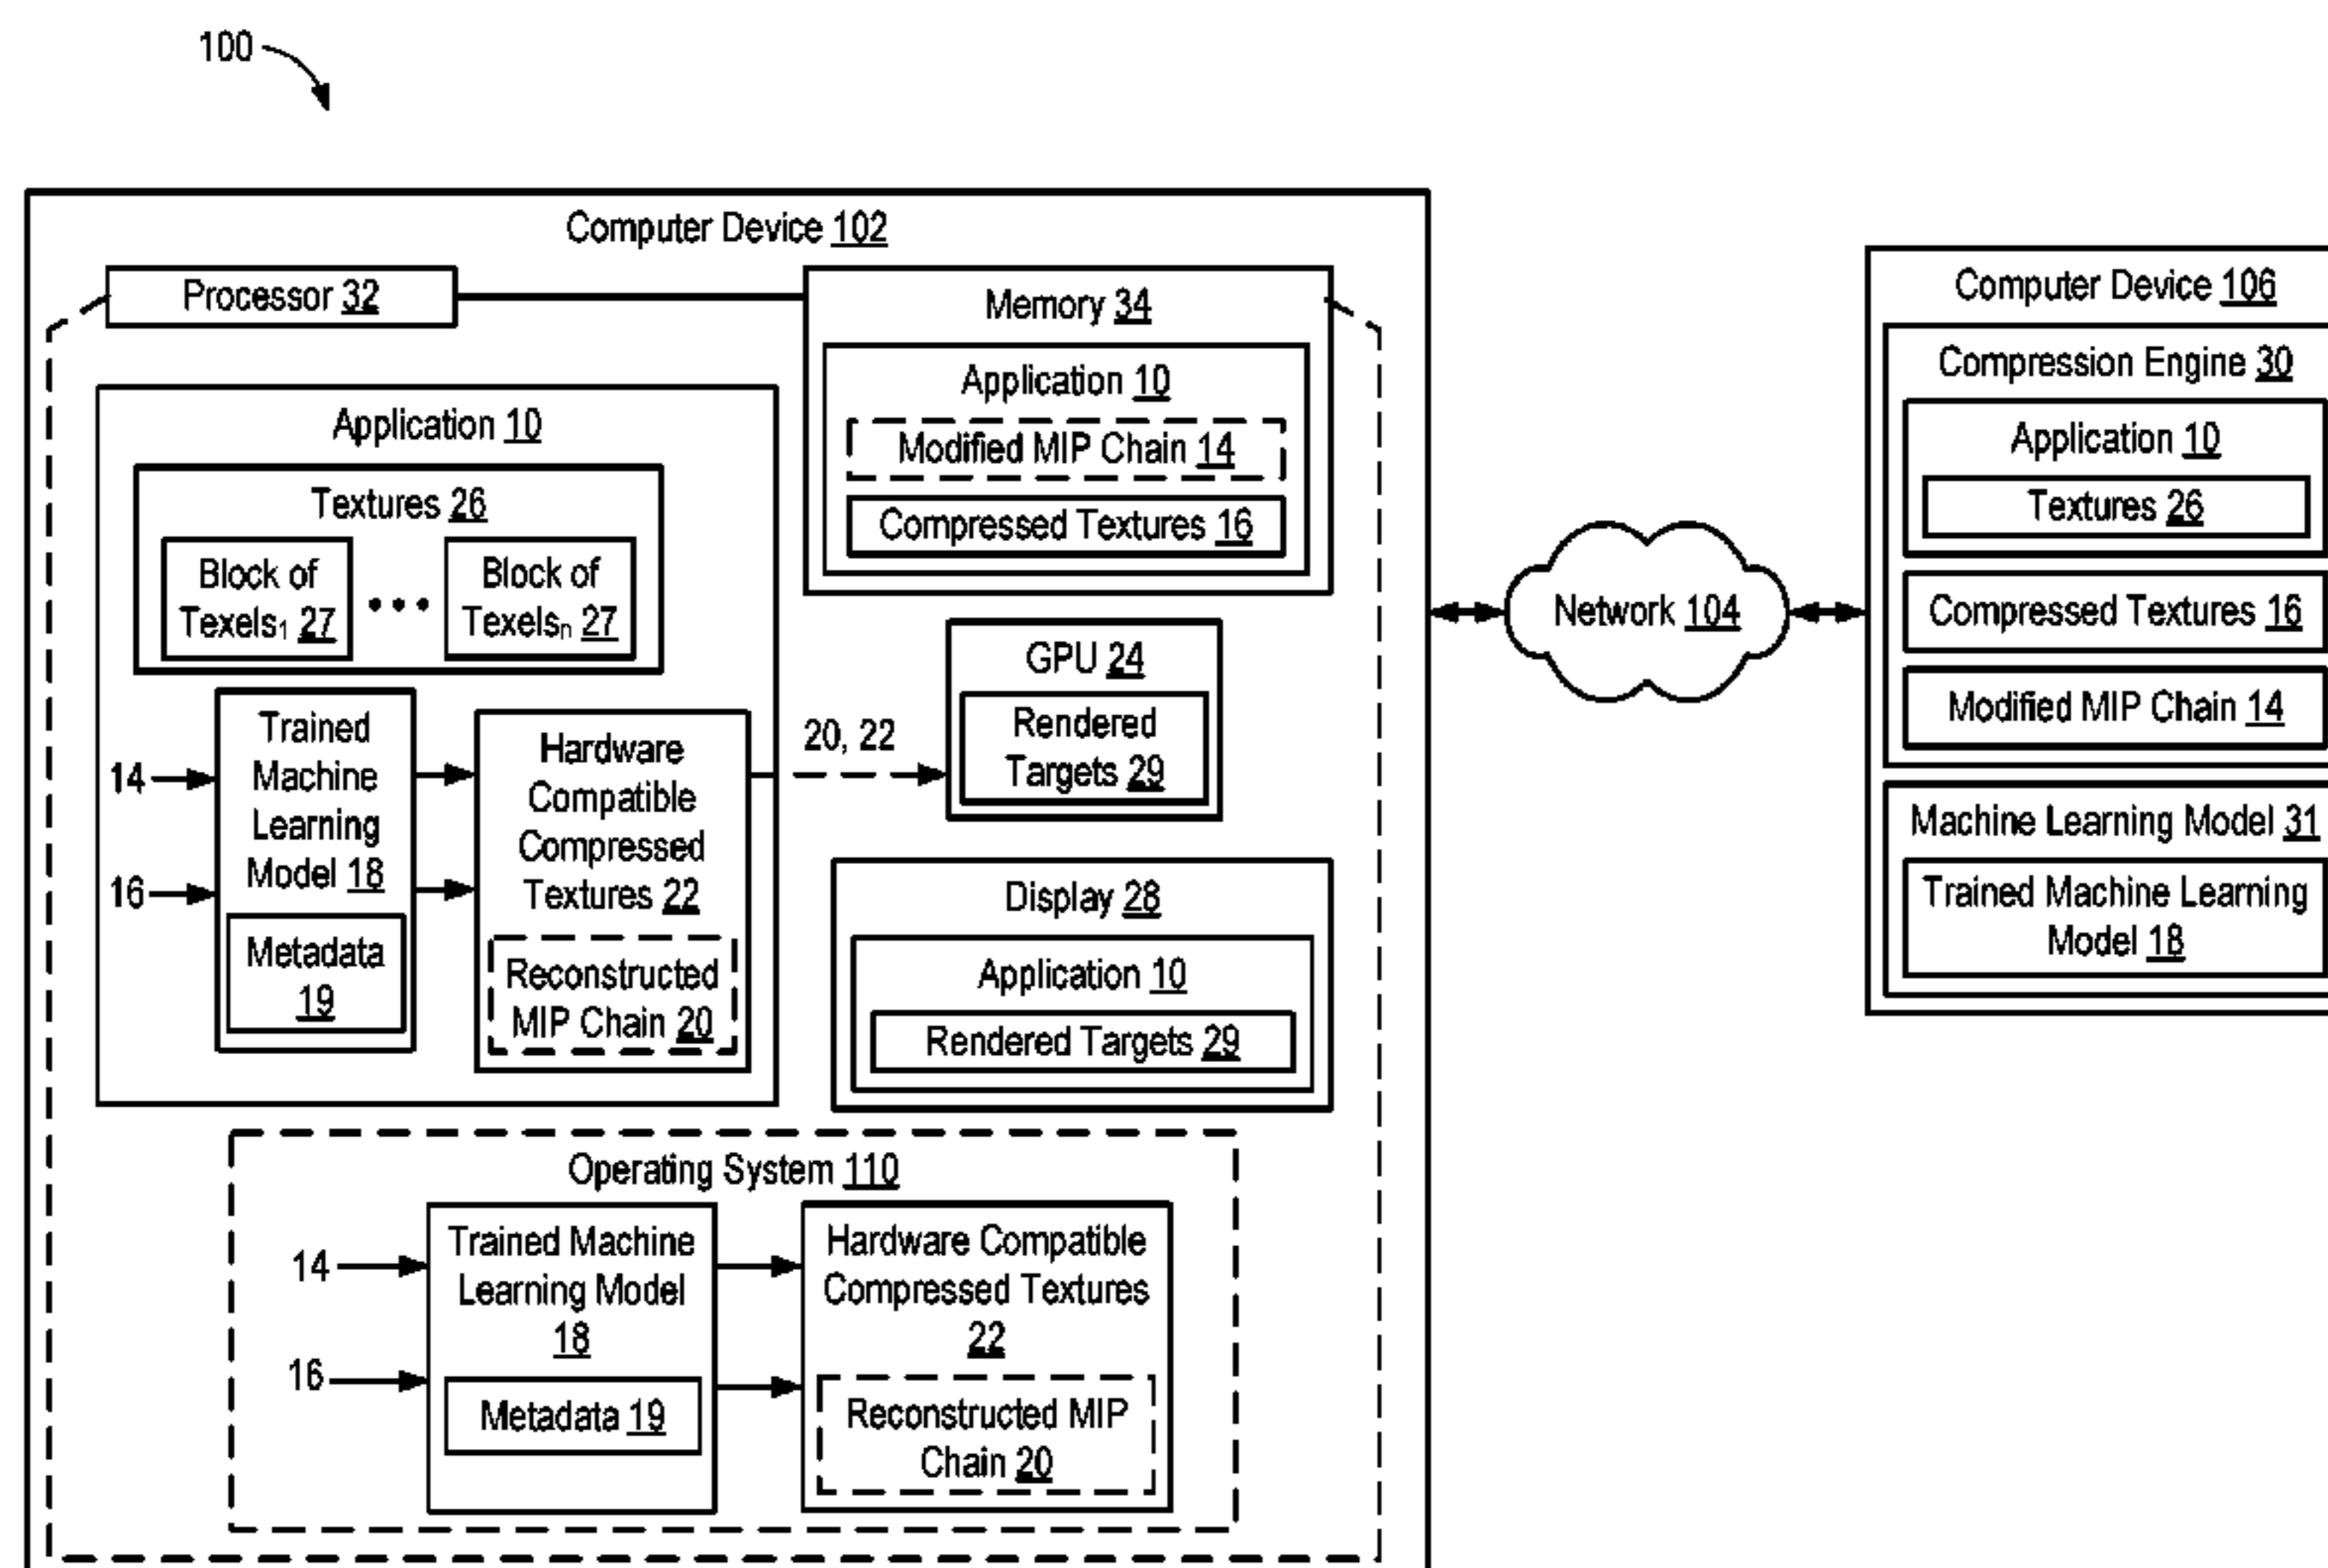 100
Computer Device 102
Processor 32
Memory 34
Application 10
Modified MIP Chain 14
Compressed Textures 16
Application 10
Textures 26
Block of
Texels1 27
Block of
Texelsn 27
Trained
Machine
Learning
Model 18
Metadata
19
14
16
Hardware
Compatible
Compressed
Textures 22
Reconstructed
MIP Chain 20
20, 22
GPU 24
Rendered
Targets 29
Display 28
Application 10
Rendered Targets 29
Operating System 110
14
16
Trained Machine
Learning Model
18
Metadata 19
Hardware Compatible
Compressed Textures
22
Reconstructed MIP
Chain 20
Network 104
Computer Device 106
Compression Engine 30
Application 10
Textures 26
Compressed Textures 16
Modified MIP Chain 14
Machine Learning Model 31
Trained Machine Learning
Model 18